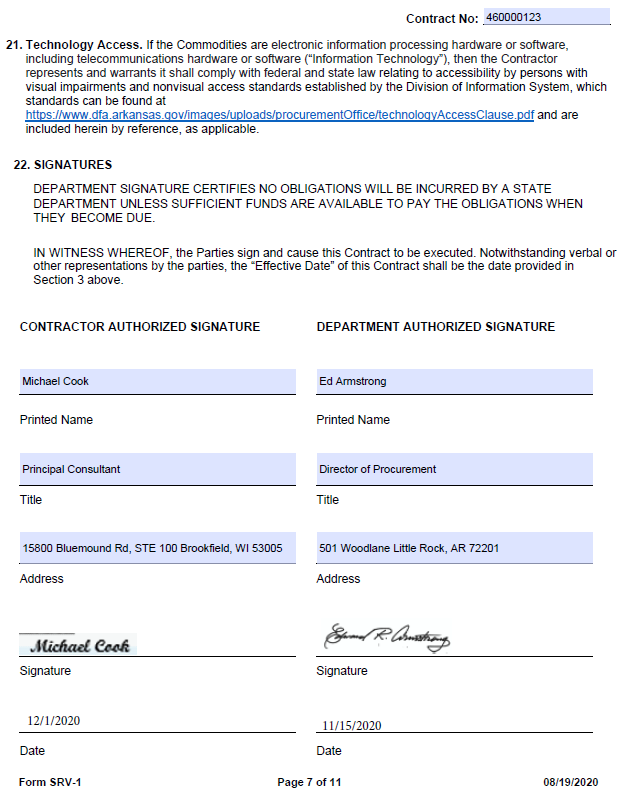 Contract No: 460000123
21. Technology Access. If the Commodities are electronic information processing hardware or software,
including telecommunications hardware or software (“Information Technology”), then the Contractor
represents and warrants it shall comply with federal and state law relating to accessibility by persons with
visual impairments and nonvisual access standards established by the Division of Information System, which
standards can be found at
https://www.dfa.arkansas.gov/images/uploads/procurementOffice/technologyAccessClause.pdf and are
included herein by reference, as applicable.
22. SIGNATURES
DEPARTMENT SIGNATURE CERTIFIES NO OBLIGATIONS WILL BE INCURRED BY A STATE
DEPARTMENT UNLESS SUFFICIENT FUNDS ARE AVAILABLE TO PAY THE OBLIGATIONS WHEN
THEY BECOME DUE.
IN WITNESS WHEREOF, the Parties sign and cause this Contract to be executed. Notwithstanding verbal or
other representations by the parties, the “Effective Date” of this Contract shall be the date provided in
Section 3 above.
CONTRACTOR AUTHORIZED SIGNATURE DEPARTMENT AUTHORIZED SIGNATURE
Michael Cook Ed Armstrong
Printed Name Printed Name
Principal Consultant Director of Procurement
Title Title
15800 Bluemound Rd, STE 100 Brookfield, WI 53005 501 Woodlane Little Rock, AR 72201
Address Address
Michael Cook Edward R. Armstrong
Signature Signature
12/1/2020 11/15/2020
Date Date
Form SRV-1 Page 7 of 11 08/19/2020